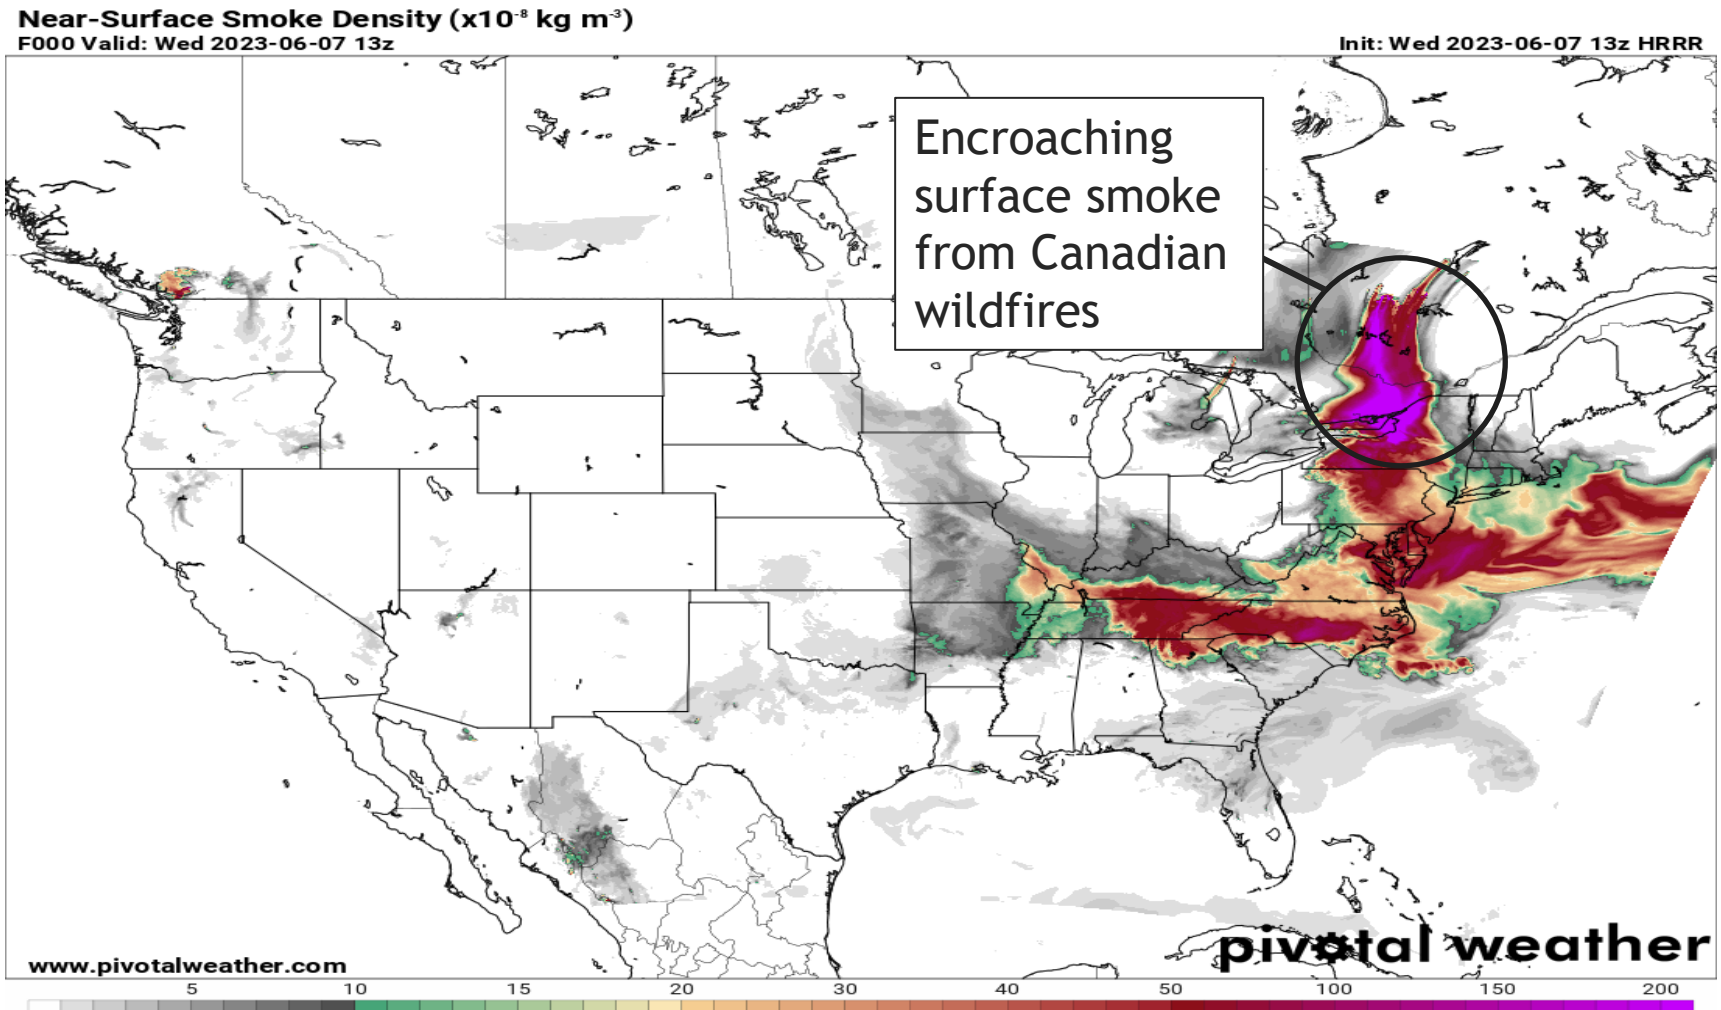 Near-Surface Smoke Density (x10⁻⁸ kg m⁻³)
F000 Valid: Wed 2023-06-07 13z
Init: Wed 2023-06-07 13z HRRR
Encroaching
surface smoke
from Canadian
wildfires
pivotal weather
www.pivotalweather.com
5 10 15 20 30 40 50 100 150 200